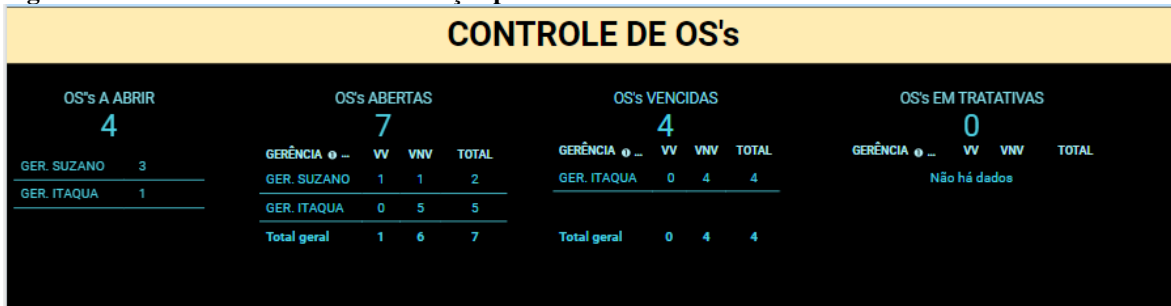 CONTROLE DE OS's
OS"s A ABRIR
4
GER. SUZANO 3
GER. ITAQUA 1
OS's ABERTAS
7
GERÊNCIA ... VV VNV TOTAL
GER. SUZANO 1 1 2
GER. ITAQUA 0 5 5
Total geral 1 6 7
OS's VENCIDAS
4
GERÊNCIA ... VV VNV TOTAL
GER. ITAQUA 0 4 4
Total geral 0 4 4
OS's EM TRATATIVAS
0
GERÊNCIA ... VV VNV TOTAL
Não há dados